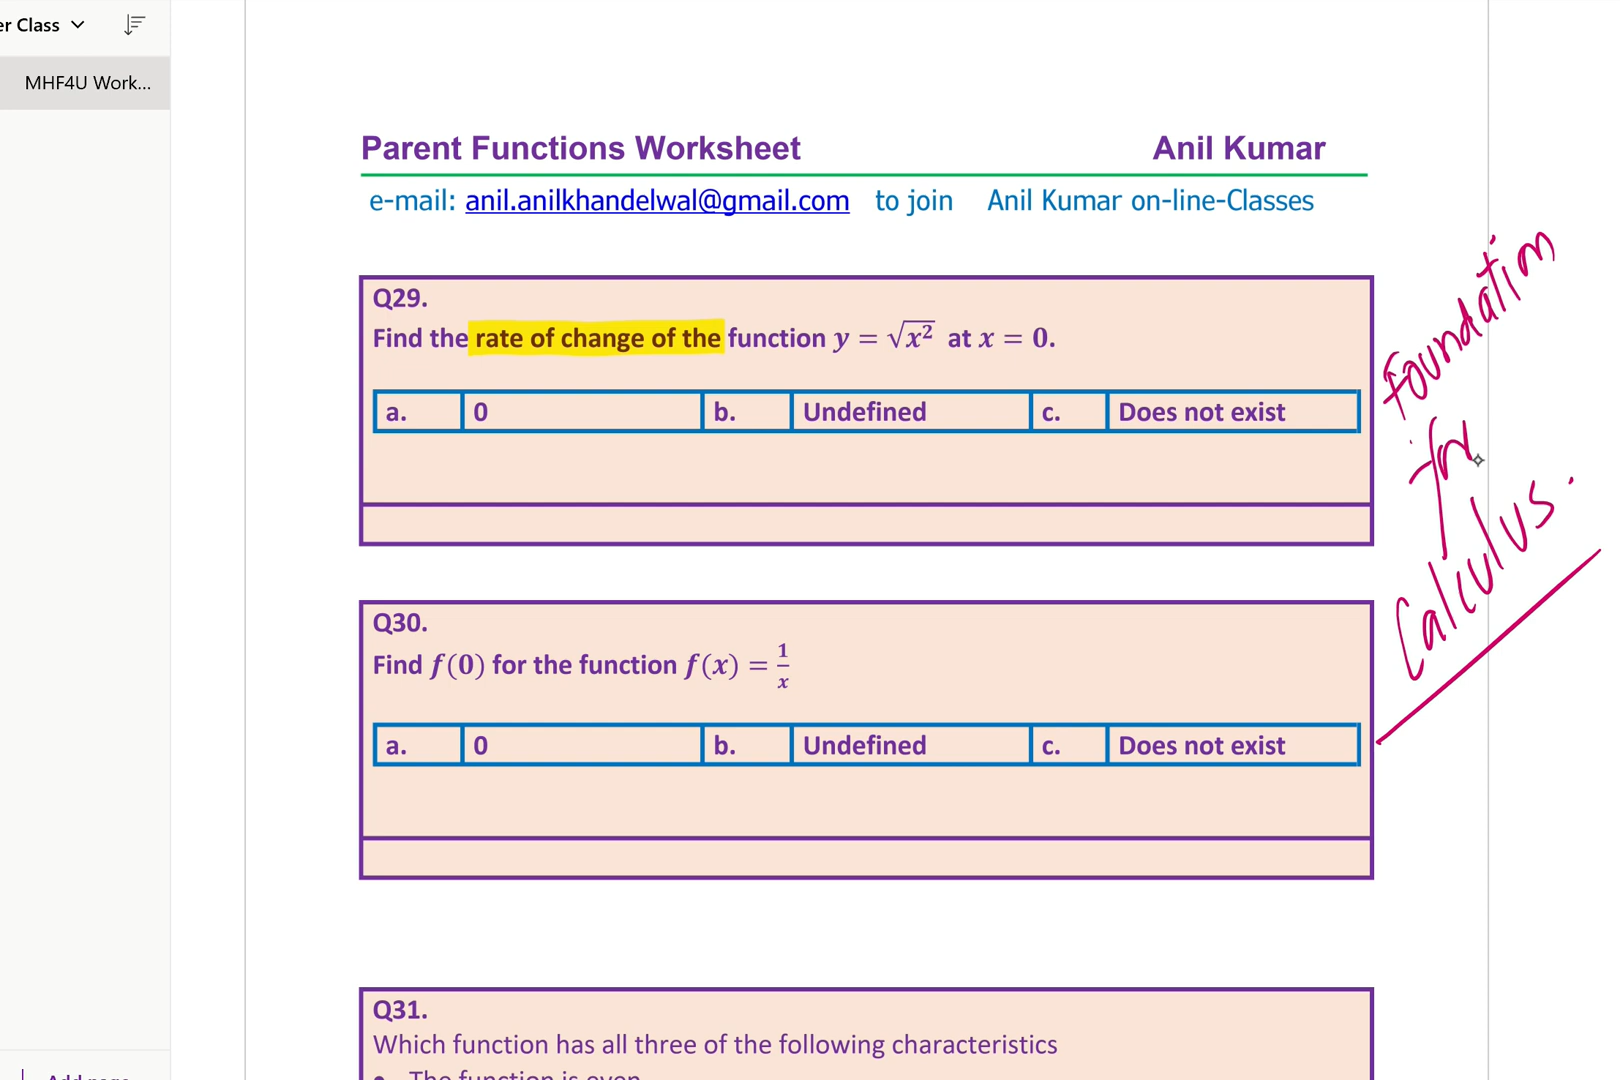 er Class
MHF4U Work...
Parent Functions Worksheet Anil Kumar
e-mail: anil.anilkhandelwal@gmail.com to join Anil Kumar on-line-Classes
Q29.
Find the rate of change of the function y = √x² at x = 0.
a. 0 b. Undefined c. Does not exist
Foundation
for
Calculus.
Q30.
Find f(0) for the function f(x) = 1/x
a. 0 b. Undefined c. Does not exist
Q31.
Which function has all three of the following characteristics
• The function is even
Add page